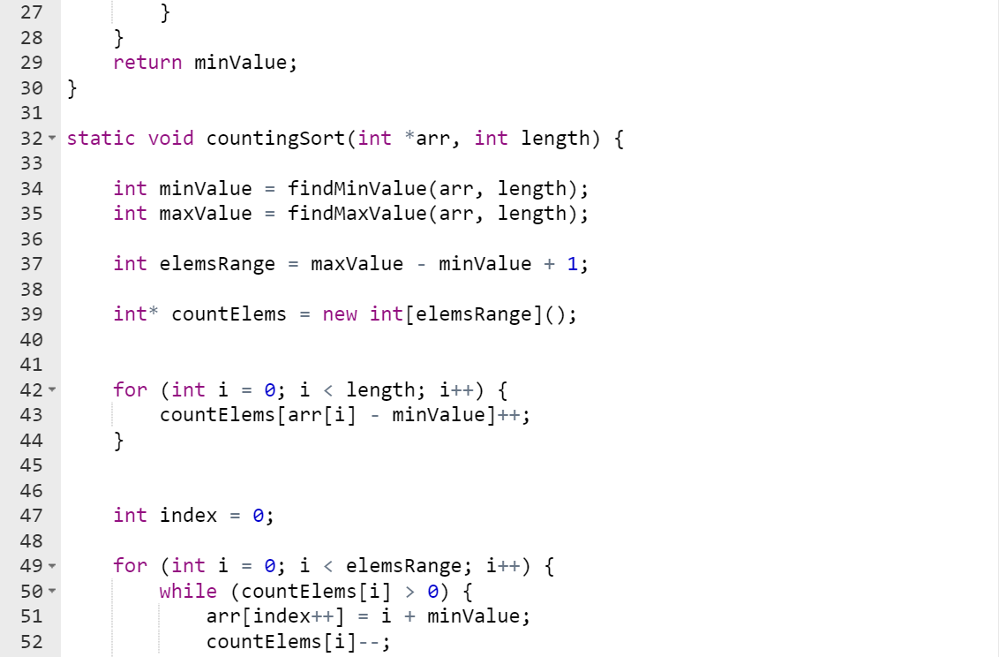 27         }
28     }
29     return minValue;
30 }
31
32 static void countingSort(int *arr, int length) {
33
34     int minValue = findMinValue(arr, length);
35     int maxValue = findMaxValue(arr, length);
36
37     int elemsRange = maxValue - minValue + 1;
38
39     int* countElems = new int[elemsRange]();
40
41
42     for (int i = 0; i < length; i++) {
43         countElems[arr[i] - minValue]++;
44     }
45
46
47     int index = 0;
48
49     for (int i = 0; i < elemsRange; i++) {
50         while (countElems[i] > 0) {
51             arr[index++] = i + minValue;
52             countElems[i]--;